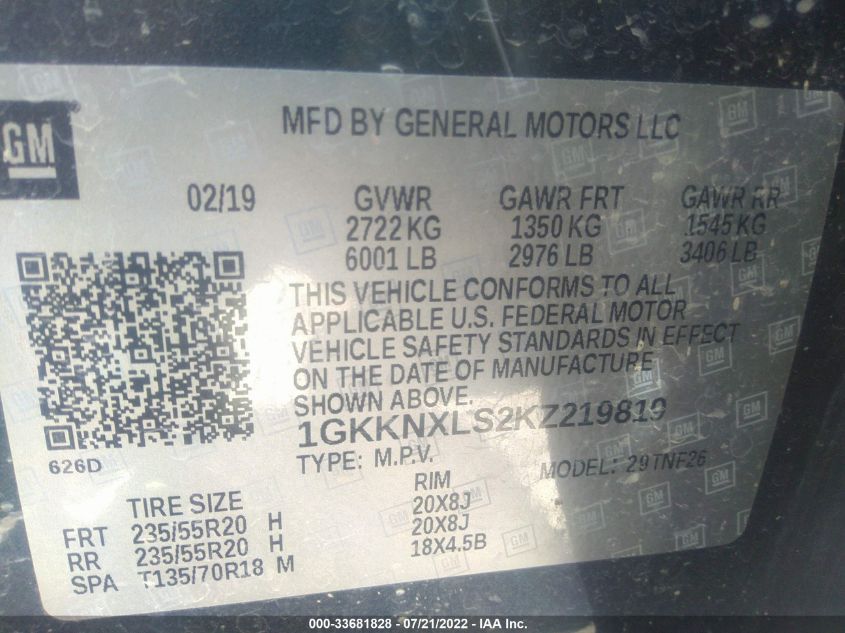 GM
MFD BY GENERAL MOTORS LLC
02/19 GVWR GAWR FRT GAWR RR
2722 KG 1350 KG 1545 KG
6001 LB 2976 LB 3406 LB
THIS VEHICLE CONFORMS TO ALL
APPLICABLE U.S. FEDERAL MOTOR
VEHICLE SAFETY STANDARDS IN EFFECT
ON THE DATE OF MANUFACTURE
SHOWN ABOVE.
1GKKNXLS2KZ219819
626D
TYPE: M.P.V. MODEL: 29TNF26
TIRE SIZE RIM
FRT 235/55R20 H 20X8J
RR 235/55R20 H 20X8J
SPA T135/70R18 M 18X4.5B
000-33681828 - 07/21/2022 - IAA Inc.